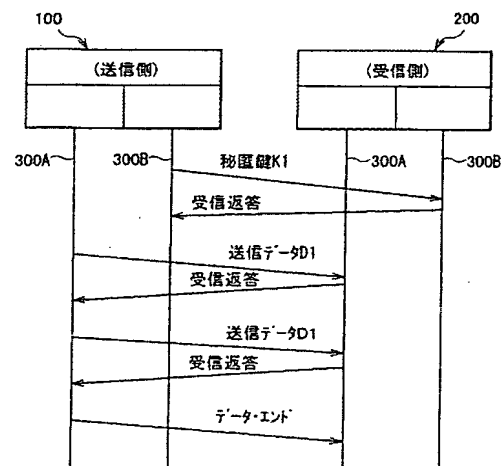 100
200
(送信側)
(受信側)
300A
300B
300A
300B
秘匿鍵K1
受信返答
送信データD1
受信返答
送信データD1
受信返答
データ・エンド